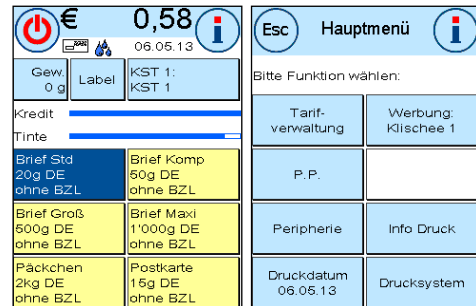 € 0,58
06.05.13
Gew.
0 g
Label
KST 1:
KST 1
Kredit
Tinte
Brief Std
20g DE
ohne BZL
Brief Komp
50g DE
ohne BZL
Brief Groß
500g DE
ohne BZL
Brief Maxi
1'000g DE
ohne BZL
Päckchen
2kg DE
ohne BZL
Postkarte
15g DE
ohne BZL
Esc
Hauptmenü
Bitte Funktion wählen:
Tarif-
verwaltung
Werbung:
Klischee 1
P.P.
Peripherie
Info Druck
Druckdatum
06.05.13
Drucksystem